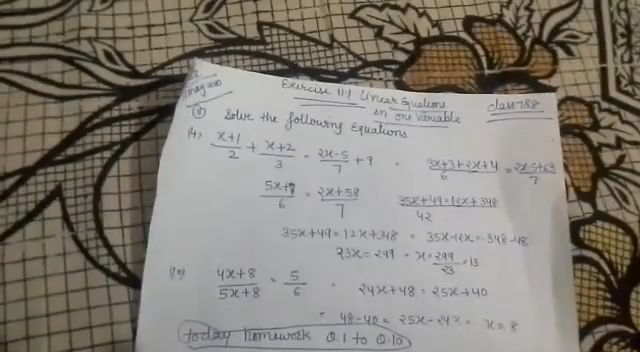 Exercise 11.1 Linear Equations
in one Variable
class 7&8
Solve the following Equations
x+1/2 + x+2/3 = 2x-5/7 + 9 = 3x+3+2x+4/6 = 2x-5+63/7
5x+7/6 = 2x+58/7 35x+49=12x+348/42
35x+49=12x+348 = 35x-12x=348-49
23x=299 = x=299/23=13
4x+8/5x+8 = 5/6 = 24x+48=25x+40
= 48-40= 25x-24x= x=8
today homework Q.1 to Q.10